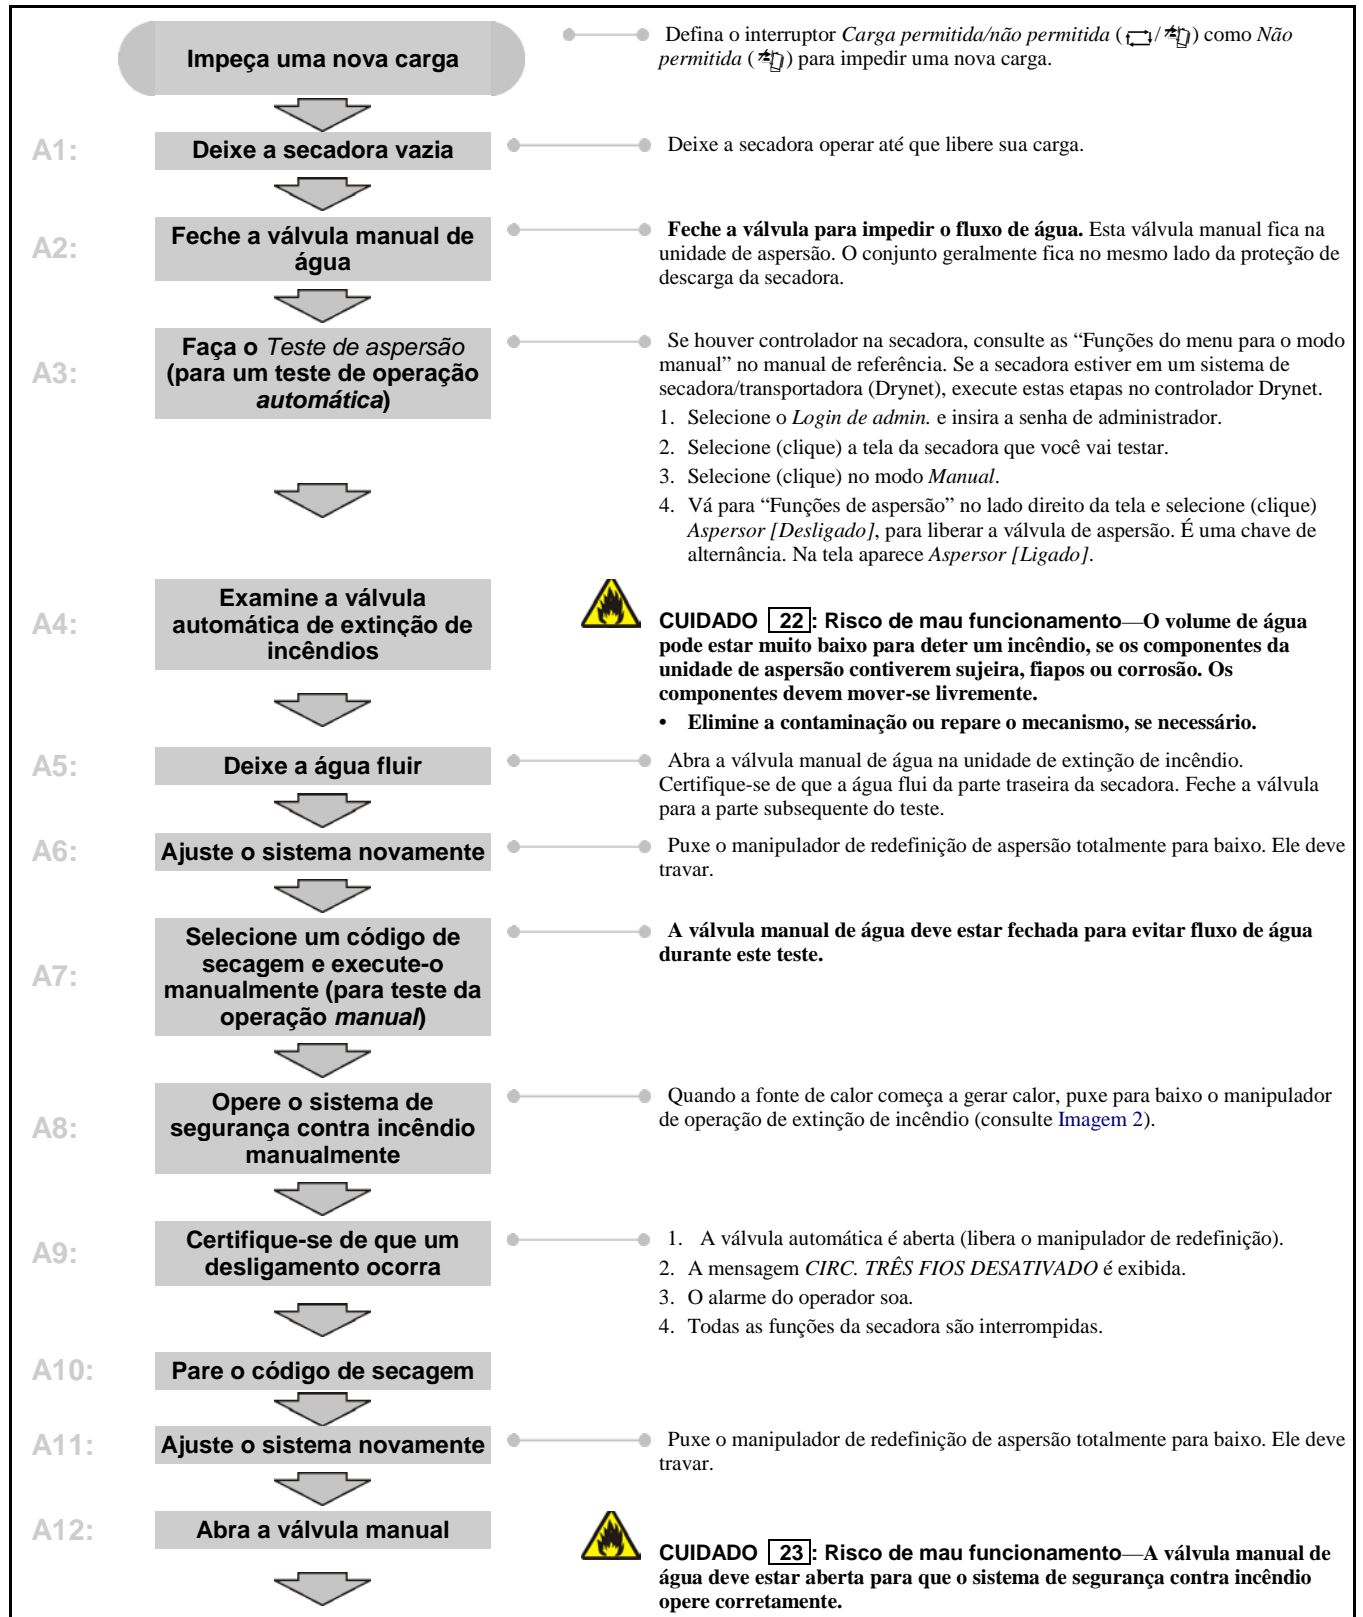 Impeça uma nova carga
Defina o interruptor Carga permitida/não permitida ( / ) como Não
permitida ( ) para impedir uma nova carga.
A1:
Deixe a secadora vazia
Deixe a secadora operar até que libere sua carga.
A2:
Feche a válvula manual de
água
Feche a válvula para impedir o fluxo de água. Esta válvula manual fica na
unidade de aspersão. O conjunto geralmente fica no mesmo lado da proteção de
descarga da secadora.
A3:
Faça o Teste de aspersão
(para um teste de operação
automática)
Se houver controlador na secadora, consulte as “Funções do menu para o modo
manual” no manual de referência. Se a secadora estiver em um sistema de
secadora/transportadora (Drynet), execute estas etapas no controlador Drynet.
1. Selecione o Login de admin. e insira a senha de administrador.
2. Selecione (clique) a tela da secadora que você vai testar.
3. Selecione (clique) no modo Manual.
4. Vá para “Funções de aspersão” no lado direito da tela e selecione (clique)
Aspersor [Desligado], para liberar a válvula de aspersão. É uma chave de
alternância. Na tela aparece Aspersor [Ligado].
A4:
Examine a válvula
automática de extinção de
incêndios
CUIDADO 22: Risco de mau funcionamento—O volume de água
pode estar muito baixo para deter um incêndio, se os componentes da
unidade de aspersão contiverem sujeira, fiapos ou corrosão. Os
componentes devem mover-se livremente.
• Elimine a contaminação ou repare o mecanismo, se necessário.
A5:
Deixe a água fluir
Abra a válvula manual de água na unidade de extinção de incêndio.
Certifique-se de que a água flui da parte traseira da secadora. Feche a válvula
para a parte subsequente do teste.
A6:
Ajuste o sistema novamente
Puxe o manipulador de redefinição de aspersão totalmente para baixo. Ele deve
travar.
A7:
Selecione um código de
secagem e execute-o
manualmente (para teste da
operação manual)
A válvula manual de água deve estar fechada para evitar fluxo de água
durante este teste.
A8:
Opere o sistema de
segurança contra incêndio
manualmente
Quando a fonte de calor começa a gerar calor, puxe para baixo o manipulador
de operação de extinção de incêndio (consulte Imagem 2).
A9:
Certifique-se de que um
desligamento ocorra
1. A válvula automática é aberta (libera o manipulador de redefinição).
2. A mensagem CIRC. TRÊS FIOS DESATIVADO é exibida.
3. O alarme do operador soa.
4. Todas as funções da secadora são interrompidas.
A10:
Pare o código de secagem
A11:
Ajuste o sistema novamente
Puxe o manipulador de redefinição de aspersão totalmente para baixo. Ele deve
travar.
A12:
Abra a válvula manual
CUIDADO 23: Risco de mau funcionamento—A válvula manual de
água deve estar aberta para que o sistema de segurança contra incêndio
opere corretamente.